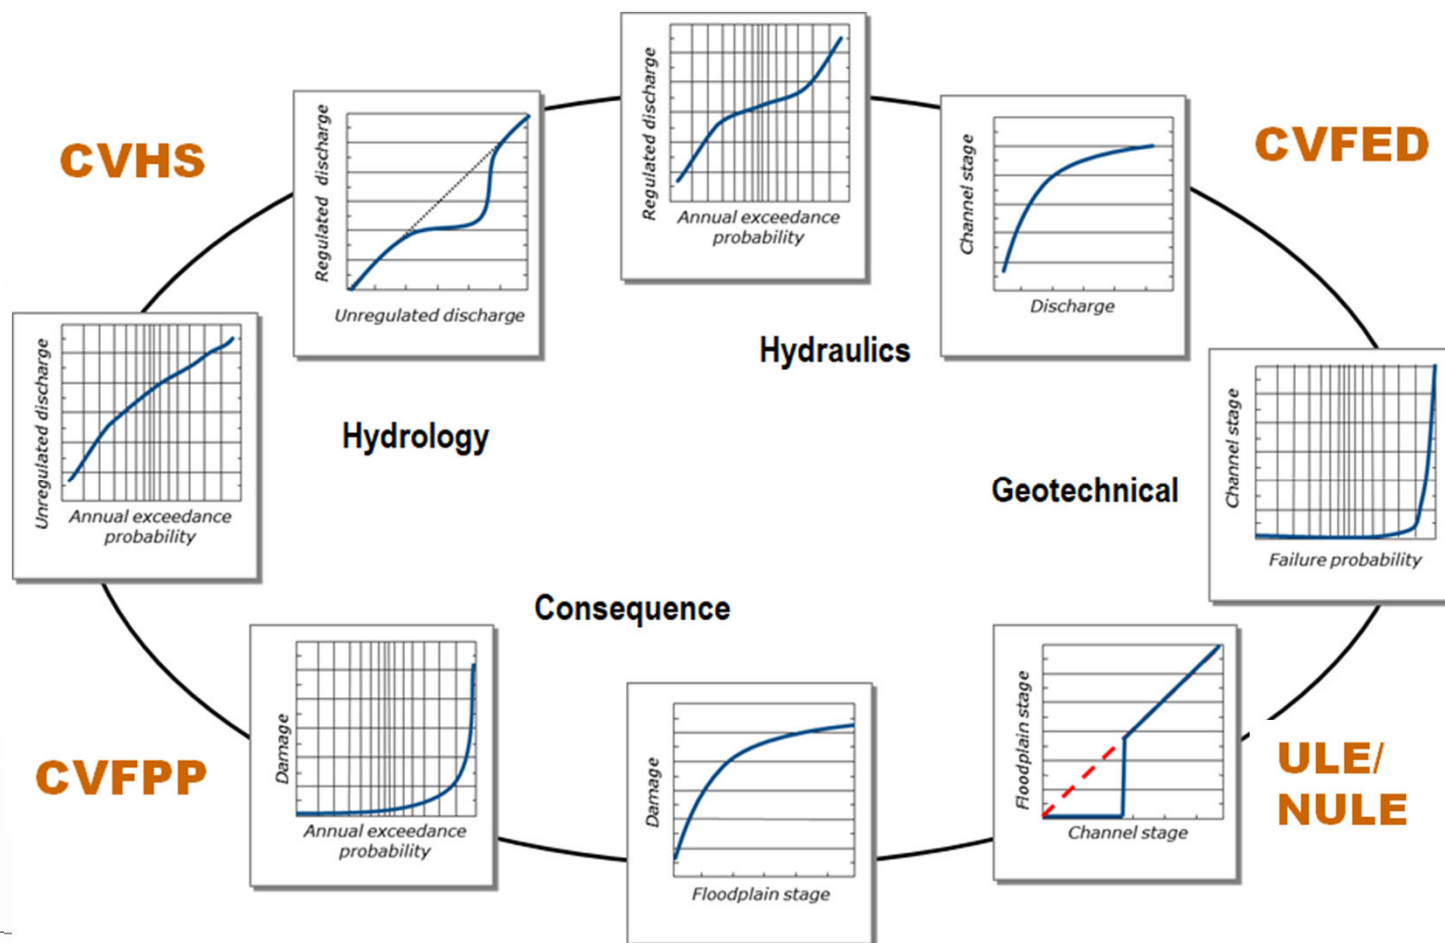 CVHS
CVFED
Regulated discharge
Annual exceedance
probability
Regulated discharge
Unregulated discharge
Channel stage
Discharge
Hydraulics
Unregulated discharge
Annual exceedance
probability
Hydrology
Channel stage
Failure probability
Geotechnical
Consequence
CVFPP
Damage
Annual exceedance
probability
Damage
Floodplain stage
Floodplain stage
Channel stage
ULE/
NULE